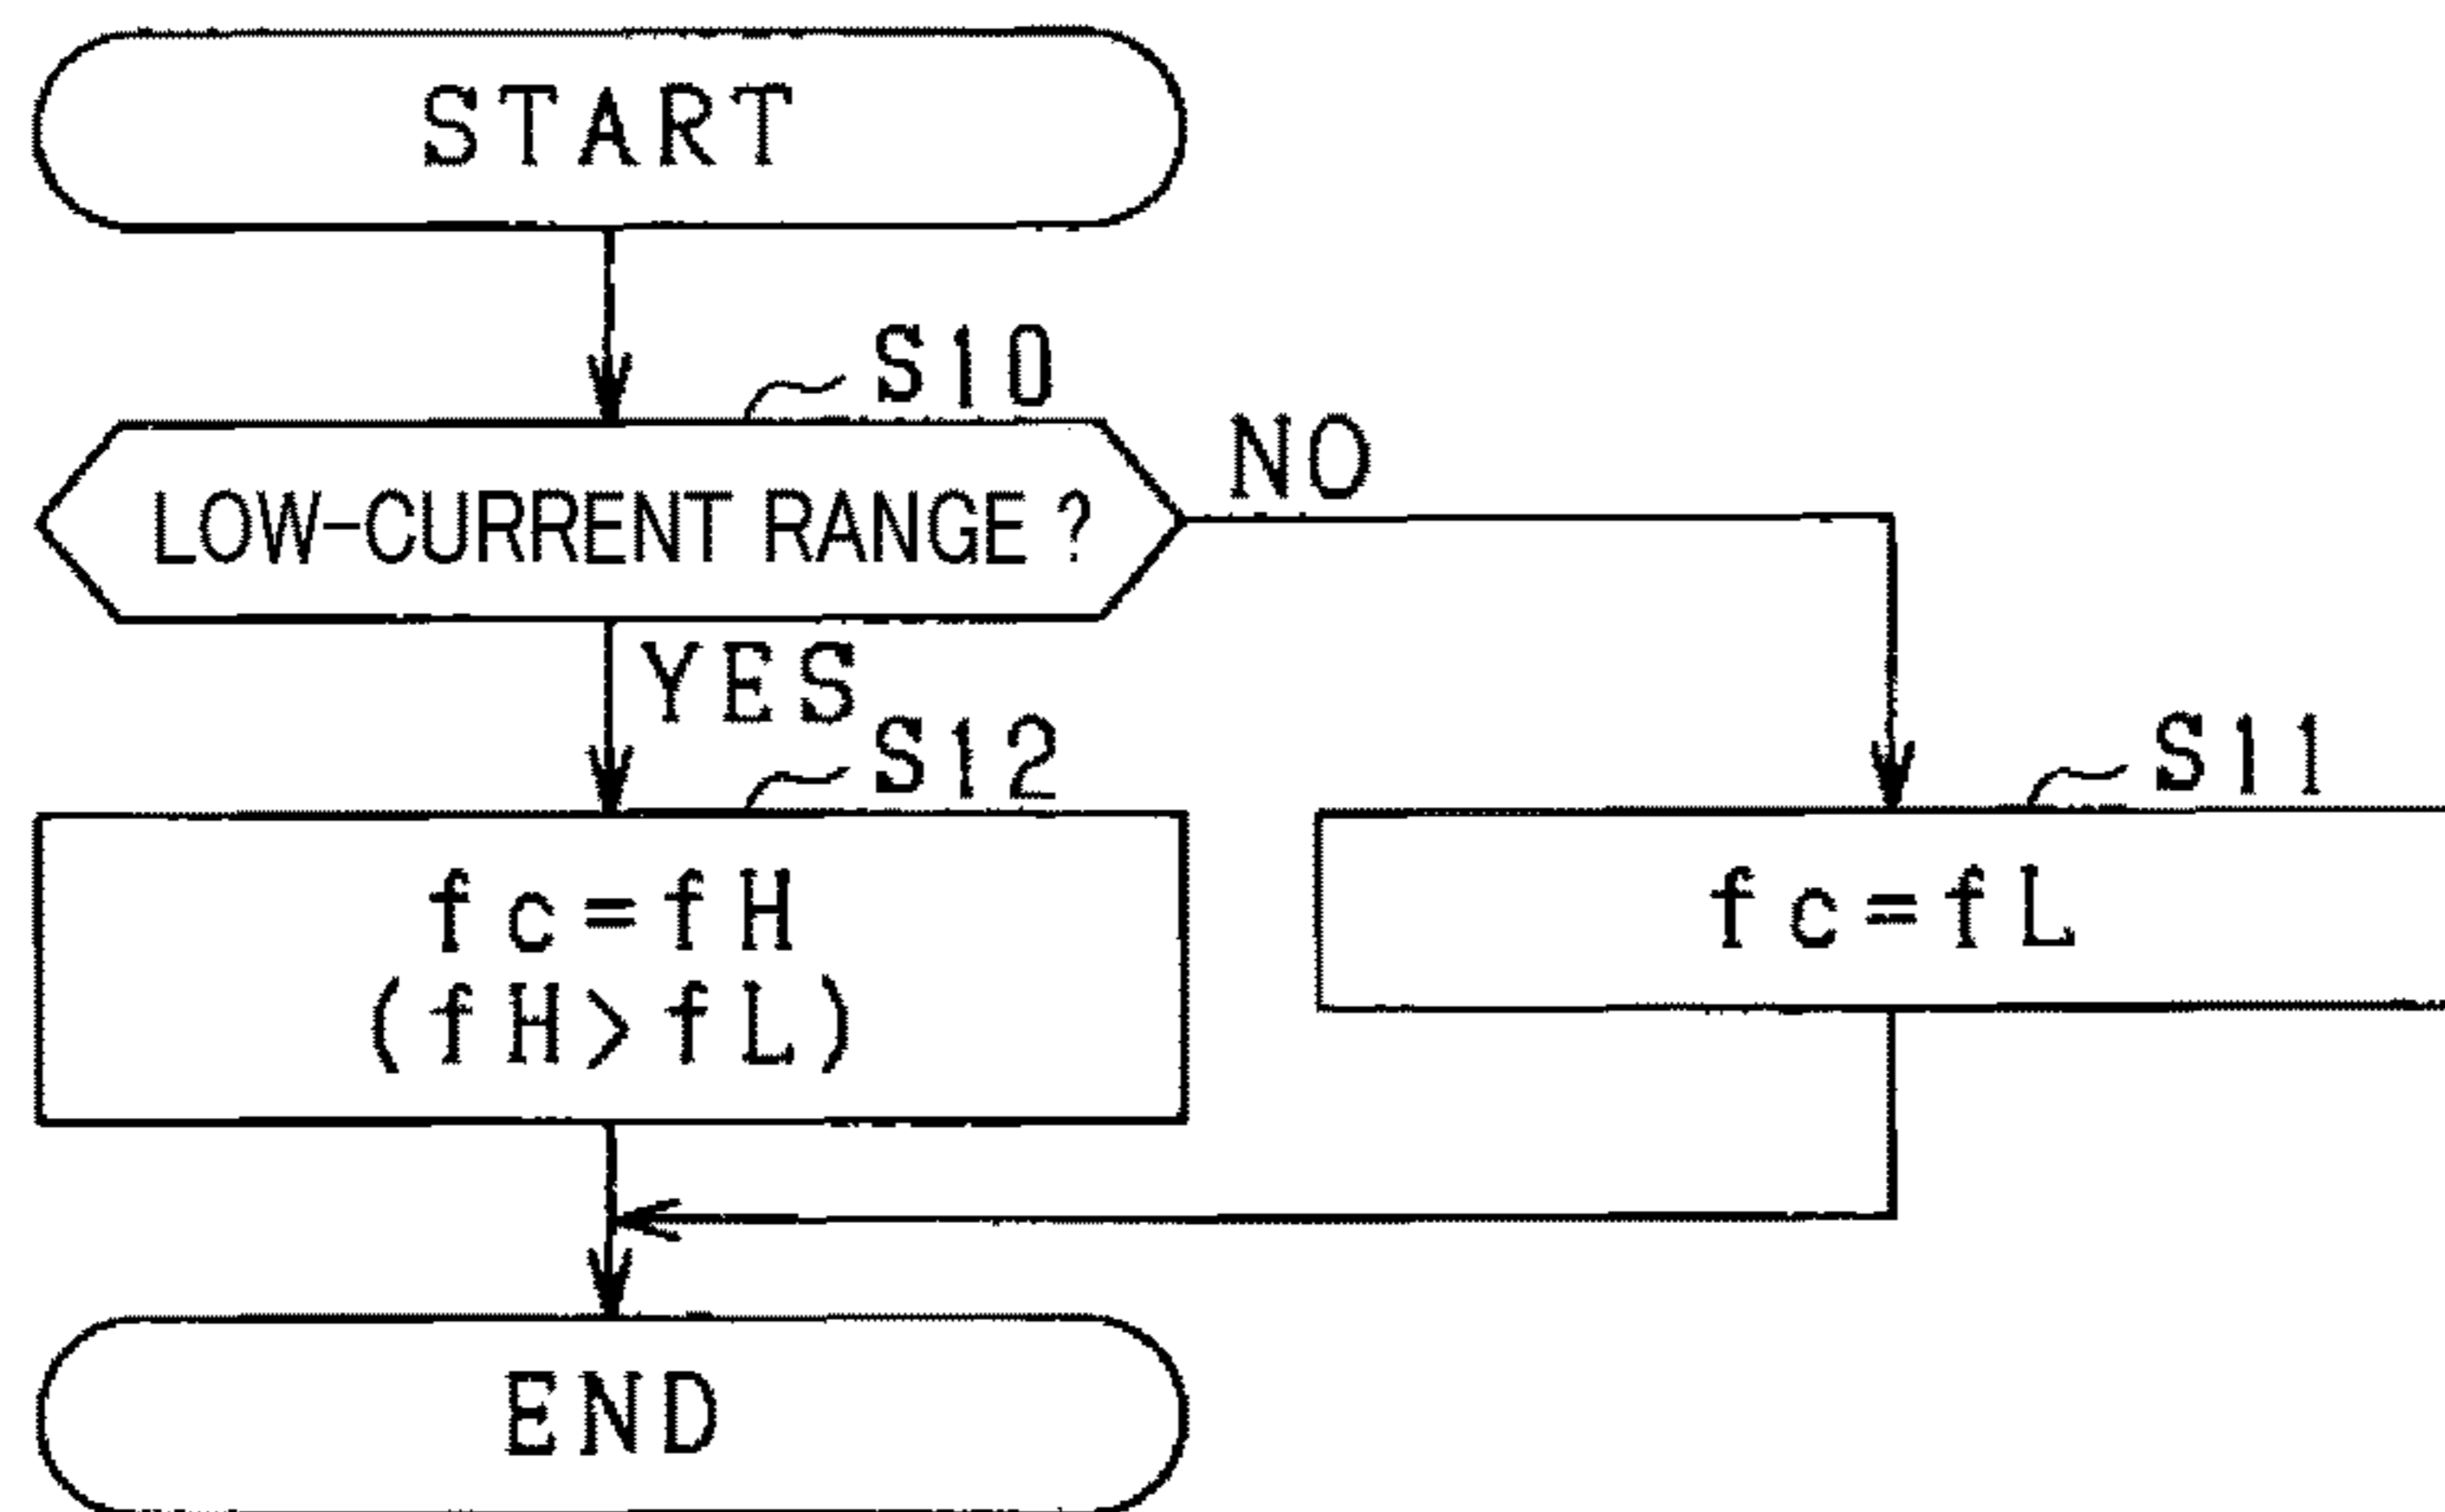 START
S10
LOW-CURRENT RANGE ?
NO
YES
S12
S11
fc=fH
(fH>fL)
fc=fL
END